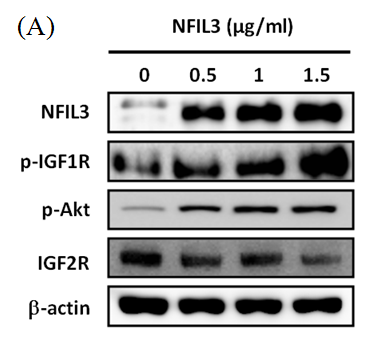 (A)
NFIL3 (μg/ml)
0 0.5 1 1.5
NFIL3
p-IGF1R
p-Akt
IGF2R
β-actin